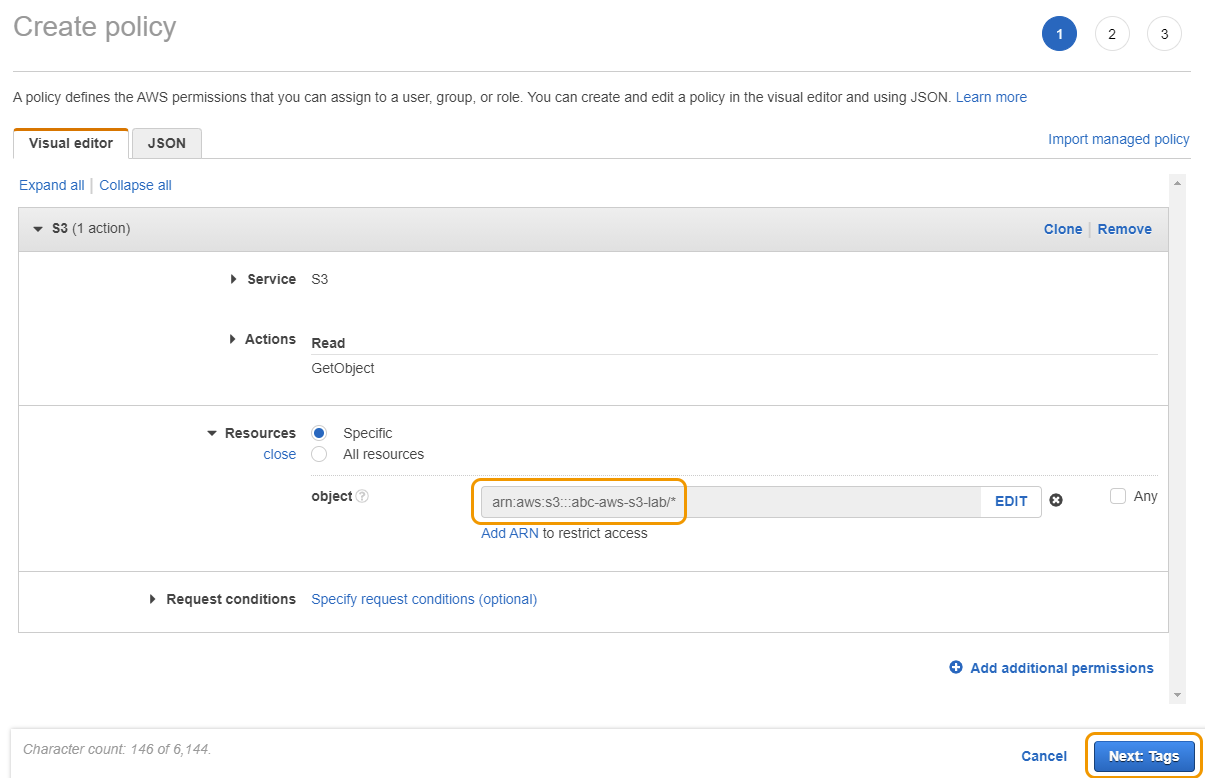 Create policy
1 2 3
A policy defines the AWS permissions that you can assign to a user, group, or role. You can create and edit a policy in the visual editor and using JSON. Learn more
Visual editor JSON Import managed policy
Expand all | Collapse all
S3 (1 action) Clone | Remove
Service S3
Actions Read
GetObject
Resources Specific
close All resources
object ? arn:aws:s3:::abc-aws-s3-lab/* EDIT Any
Add ARN to restrict access
Request conditions Specify request conditions (optional)
Add additional permissions
Character count: 146 of 6,144. Cancel Next: Tags